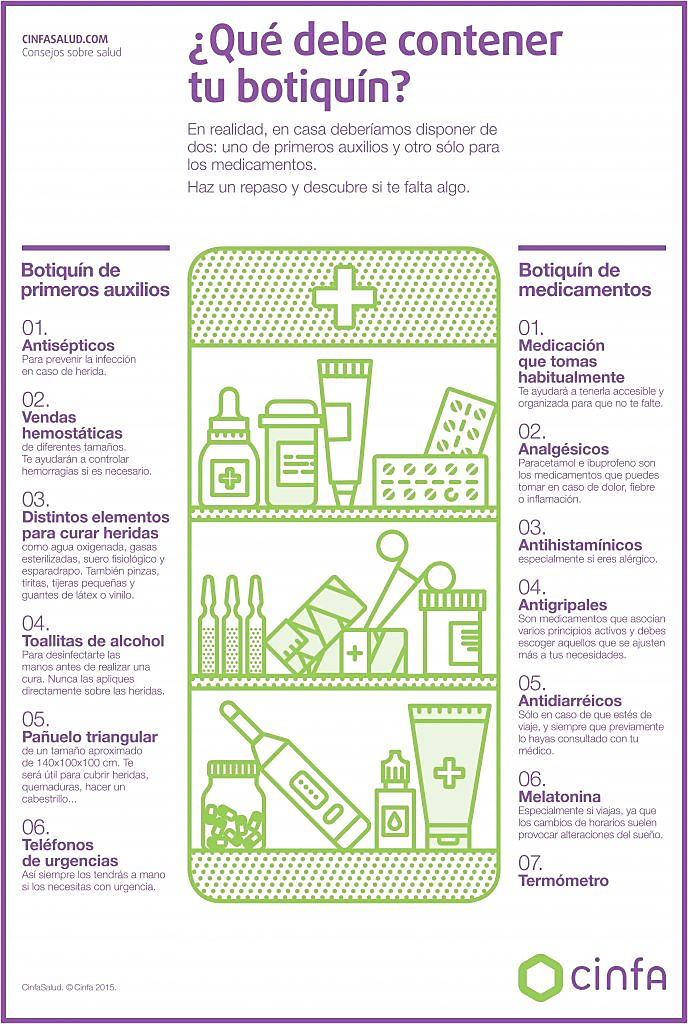 CINFASALUD.COM
Consejos sobre salud
¿Qué debe contener
tu botiquín?
En realidad, en casa deberíamos disponer de
dos: uno de primeros auxilios y otro sólo para
los medicamentos.
Haz un repaso y descubre si te falta algo.
Botiquín de
primeros auxilios
01.
Antisépticos
Para prevenir la infección
en caso de herida.
02.
Vendas
hemostáticas
de diferentes tamaños.
Te ayudarán a controlar
hemorragias si es necesario.
03.
Distintos elementos
para curar heridas
como agua oxigenada, gasas
esterilizadas, suero fisiológico y
esparadrapo. También pinzas,
tiritas, tijeras pequeñas y
guantes de látex o vinilo.
04.
Toallitas de alcohol
Para desinfectarte las
manos antes de realizar una
cura. Nunca las apliques
directamente sobre las heridas.
05.
Pañuelo triangular
de un tamaño aproximado
de 140x100x100 cm. Te
será útil para cubrir heridas,
quemaduras, hacer un
cabestrillo...
06.
Teléfonos
de urgencias
Así siempre los tendrás a mano
si los necesitas con urgencia.
Botiquín de
medicamentos
01.
Medicación
que tomas
habitualmente
Te ayudará a tenerla accesible y
organizada para que no te falte.
02.
Analgésicos
Paracetamol e ibuprofeno son
los medicamentos que puedes
tomar en caso de dolor, fiebre
o inflamación.
03.
Antihistamínicos
especialmente si eres alérgico.
04.
Antigripales
Son medicamentos que asocian
varios principios activos y debes
escoger aquellos que se ajusten
más a tus necesidades.
05.
Antidiarréicos
Sólo en caso de que estés de
viaje, y siempre que previamente
lo hayas consultado con tu
médico.
06.
Melatonina
Especialmente si viajas, ya que
los cambios de horarios suelen
provocar alteraciones del sueño.
07.
Termómetro
CinfaSalud. © Cinfa 2015.
cinfa